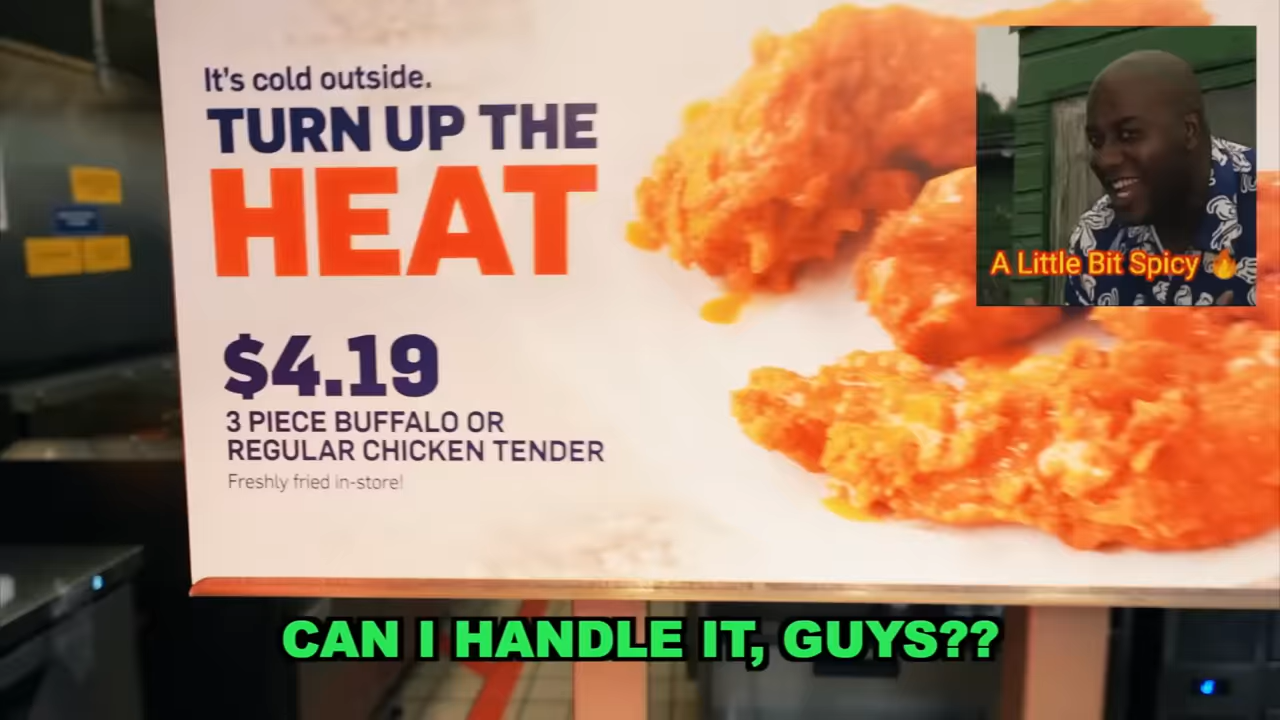 It's cold outside.
TURN UP THE
HEAT
$4.19
3 PIECE BUFFALO OR
REGULAR CHICKEN TENDER
Freshly fried in-store!
A Little Bit Spicy 🔥
CAN I HANDLE IT, GUYS??